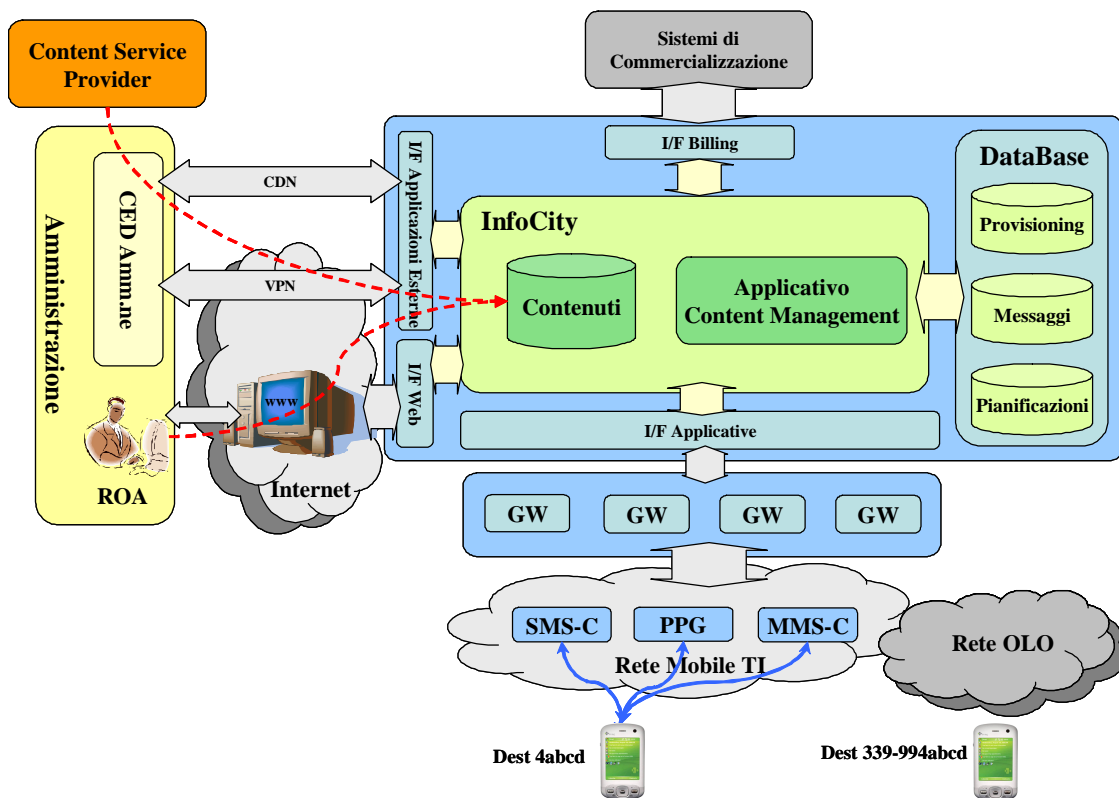 Content Service
Provider
Sistemi di
Commercializzazione
Amministrazione
CED Amm.ne
ROA
CDN
VPN
www
Internet
I/F Applicazioni Esterne
I/F Web
I/F Billing
InfoCity
Contenuti
Applicativo
Content Management
I/F Applicative
DataBase
Provisioning
Messaggi
Pianificazioni
GW
GW
GW
GW
SMS-C
PPG
MMS-C
Rete Mobile TI
Rete OLO
Dest 4abcd
Dest 339-994abcd